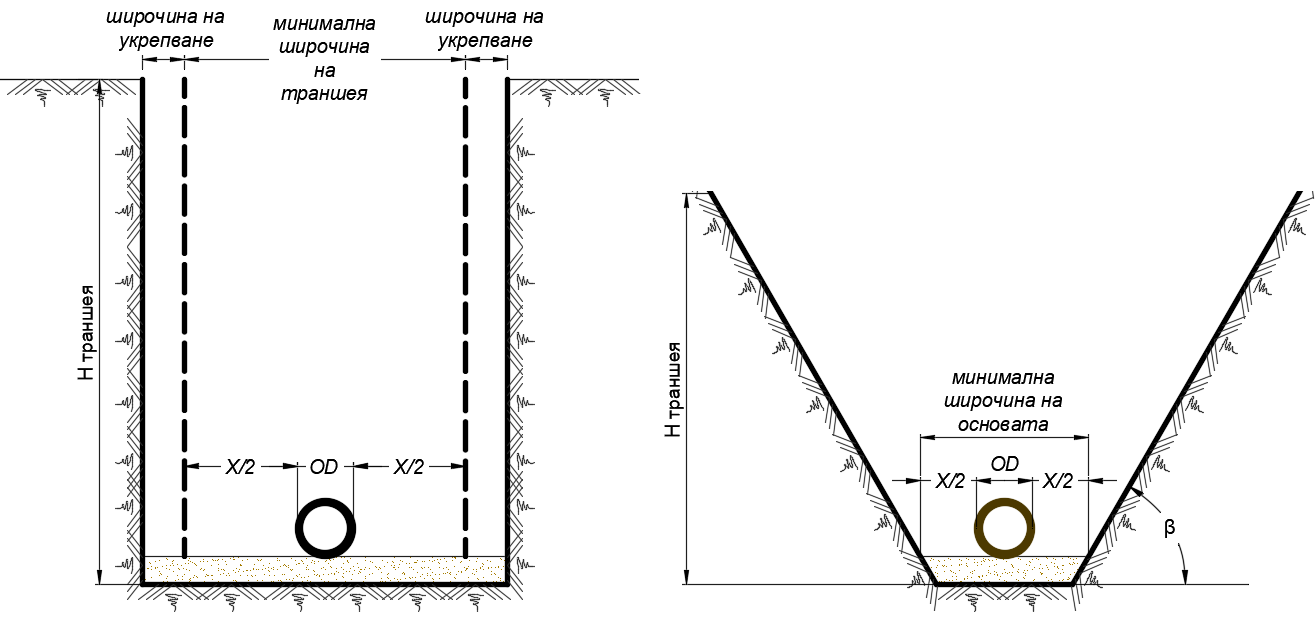 широчина на
укрепване
минимална
широчина
на
траншея
широчина на
укрепване
Н траншея
X/2
OD
X/2
Н траншея
минимална
широчина на
основата
OD
X/2
X/2
β